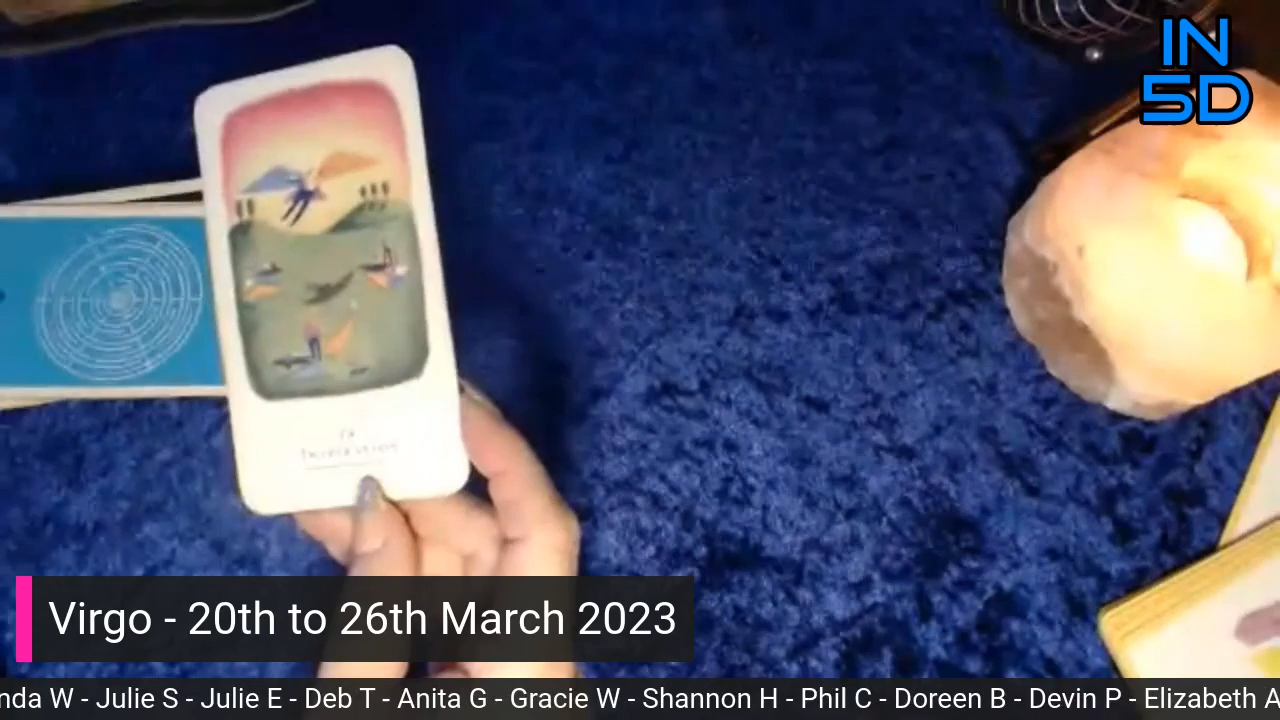 IN
5D
Virgo - 20th to 26th March 2023
nda W - Julie S - Julie E - Deb T - Anita G - Gracie W - Shannon H - Phil C - Doreen B - Devin P - Elizabeth A